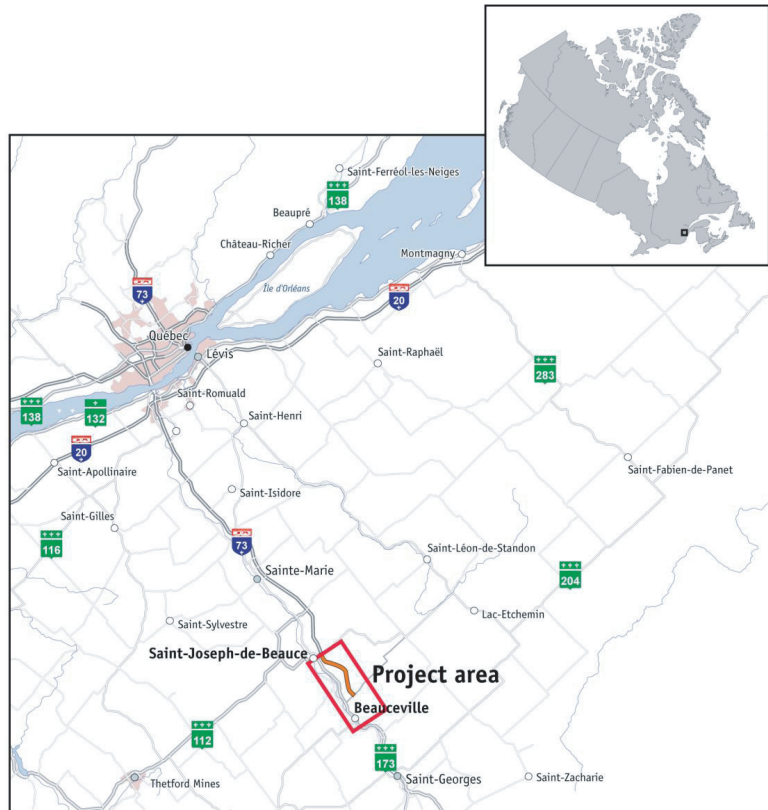 Saint-Ferréol-les-Neiges
138
Beaupré
Château-Richer
Montmagny
Île d'Orléans
73
20
Québec
Lévis
Saint-Raphaël
283
Saint-Romuald
138
132
Saint-Henri
20
Saint-Apollinaire
Saint-Fabien-de-Panet
Saint-Isidore
Saint-Gilles
73
116
Saint-Léon-de-Standon
204
Sainte-Marie
Lac-Etchemin
Saint-Sylvestre
Saint-Joseph-de-Beauce
Project area
Beauceville
112
173
Thetford Mines
Saint-Georges
Saint-Zacharie